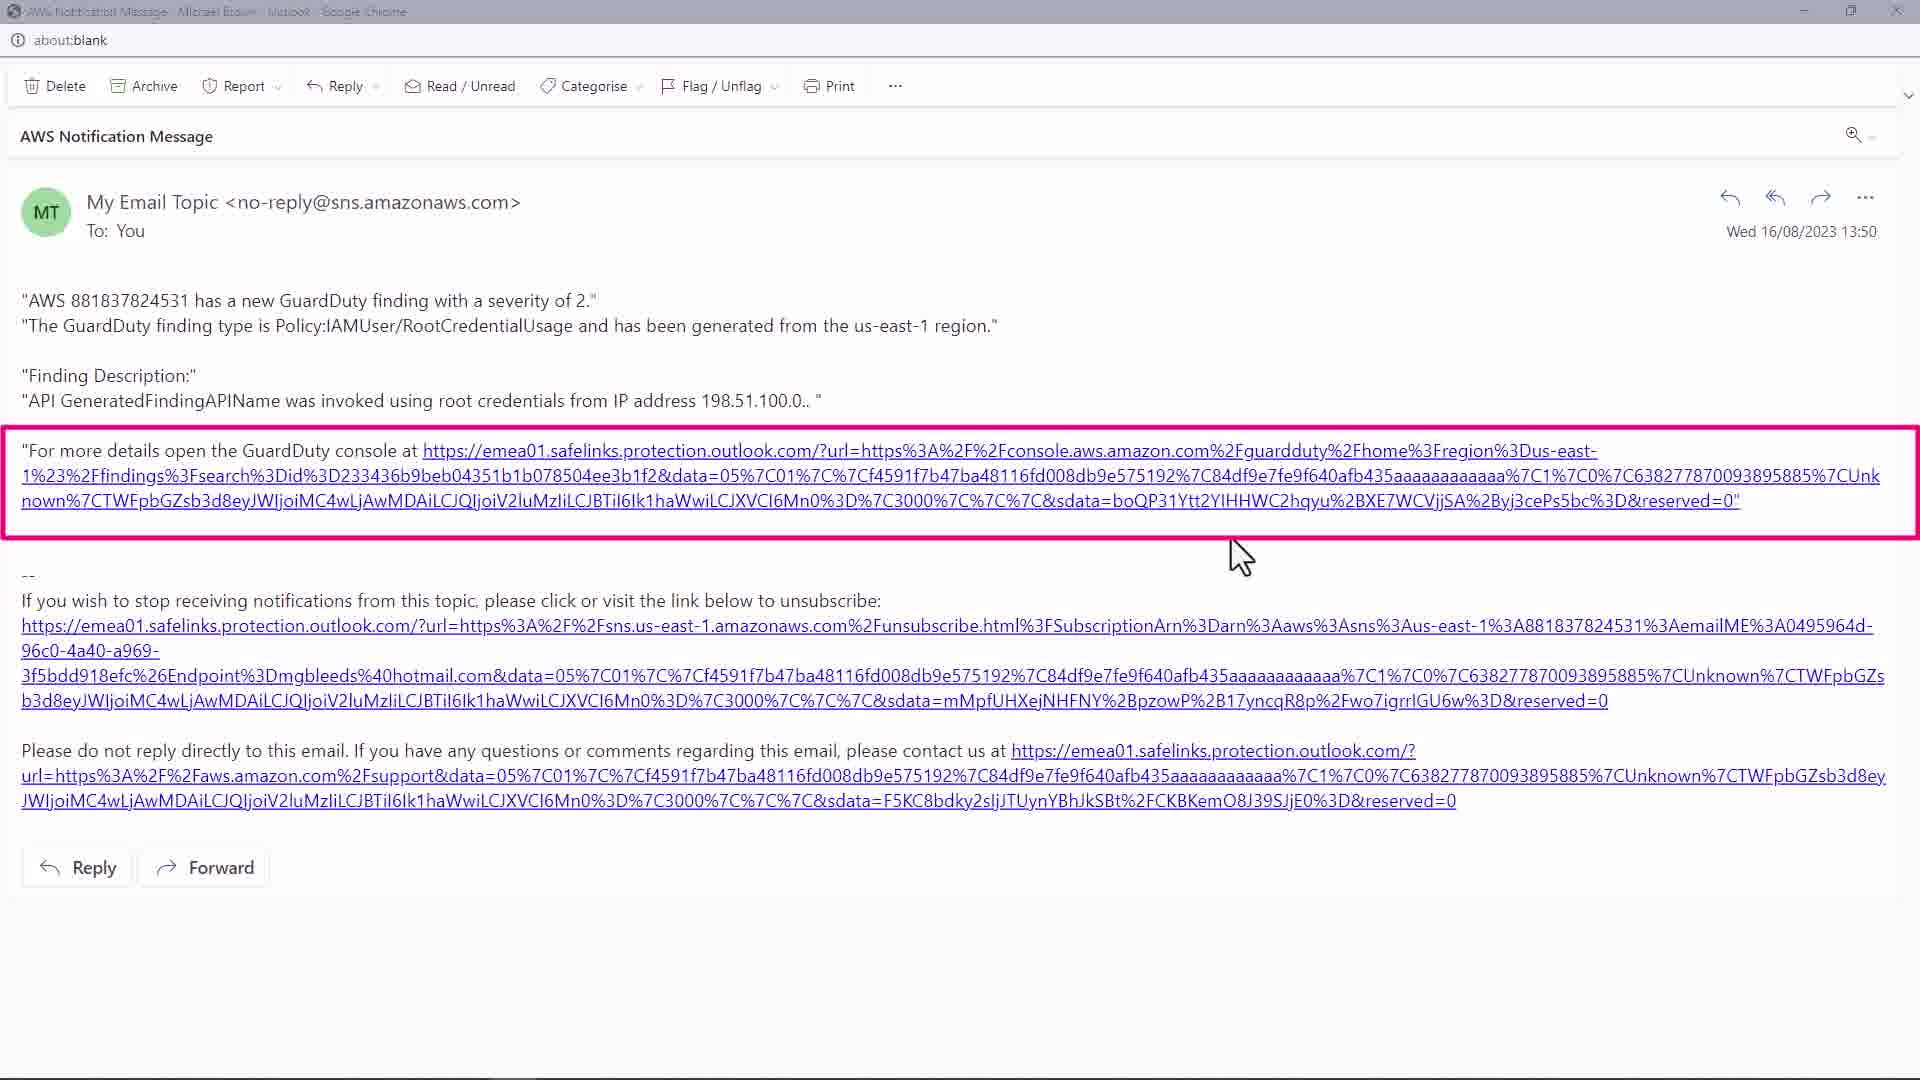 AWS Notification Message - Michael Brown - Outlook - Google Chrome
about:blank
Delete Archive Report Reply Read / Unread Categorise Flag / Unflag Print ...
AWS Notification Message
MT
My Email Topic <no-reply@sns.amazonaws.com>
To: You
Wed 16/08/2023 13:50
"AWS 881837824531 has a new GuardDuty finding with a severity of 2."
"The GuardDuty finding type is Policy:IAMUser/RootCredentialUsage and has been generated from the us-east-1 region."
"Finding Description:"
"API GeneratedFindingAPIName was invoked using root credentials from IP address 198.51.100.0.. "
"For more details open the GuardDuty console at https://emea01.safelinks.protection.outlook.com/?url=https%3A%2F%2Fconsole.aws.amazon.com%2Fguardduty%2Fhome%3Fregion%3Dus-east-
1%23%2Ffindings%3Fsearch%3Did%3D233436b9beb04351b1b078504ee3b1f2&data=05%7C01%7C%7Cf4591f7b47ba48116fd008db9e575192%7C84df9e7fe9f640afb435aaaaaaaaaaaa%7C1%7C0%7C638277870093895885%7CUnk
nown%7CTWFpbGZsb3d8eyJWIjoiMC4wLjAwMDAiLCJQIjoiV2luMzIiLCJBTiI6Ik1haWwiLCJXVCI6Mn0%3D%7C3000%7C%7C%7C&sdata=boQP31Ytt2YIHHWC2hqyu%2BXE7WCVjjSA%2Byj3cePs5bc%3D&reserved=0"
--
If you wish to stop receiving notifications from this topic, please click or visit the link below to unsubscribe:
https://emea01.safelinks.protection.outlook.com/?url=https%3A%2F%2Fsns.us-east-1.amazonaws.com%2Funsubscribe.html%3FSubscriptionArn%3Darn%3Aaws%3Asns%3Aus-east-1%3A881837824531%3AemailME%3A0495964d-
96c0-4a40-a969-
3f5bdd918efc%26Endpoint%3Dmgbleeds%40hotmail.com&data=05%7C01%7C%7Cf4591f7b47ba48116fd008db9e575192%7C84df9e7fe9f640afb435aaaaaaaaaaaa%7C1%7C0%7C638277870093895885%7CUnknown%7CTWFpbGZs
b3d8eyJWIjoiMC4wLjAwMDAiLCJQIjoiV2luMzIiLCJBTiI6Ik1haWwiLCJXVCI6Mn0%3D%7C3000%7C%7C%7C&sdata=mMpfUHXejNHFNY%2BpzowP%2B17yncqR8p%2Fwo7igrrIGU6w%3D&reserved=0
Please do not reply directly to this email. If you have any questions or comments regarding this email, please contact us at https://emea01.safelinks.protection.outlook.com/?
url=https%3A%2F%2Faws.amazon.com%2Fsupport&data=05%7C01%7C%7Cf4591f7b47ba48116fd008db9e575192%7C84df9e7fe9f640afb435aaaaaaaaaaaa%7C1%7C0%7C638277870093895885%7CUnknown%7CTWFpbGZsb3d8ey
JWIjoiMC4wLjAwMDAiLCJQIjoiV2luMzIiLCJBTiI6Ik1haWwiLCJXVCI6Mn0%3D%7C3000%7C%7C%7C&sdata=F5KC8bdky2sIjJTUynYBhJkSBt%2FCKBKemO8J39SJjE0%3D&reserved=0
Reply Forward